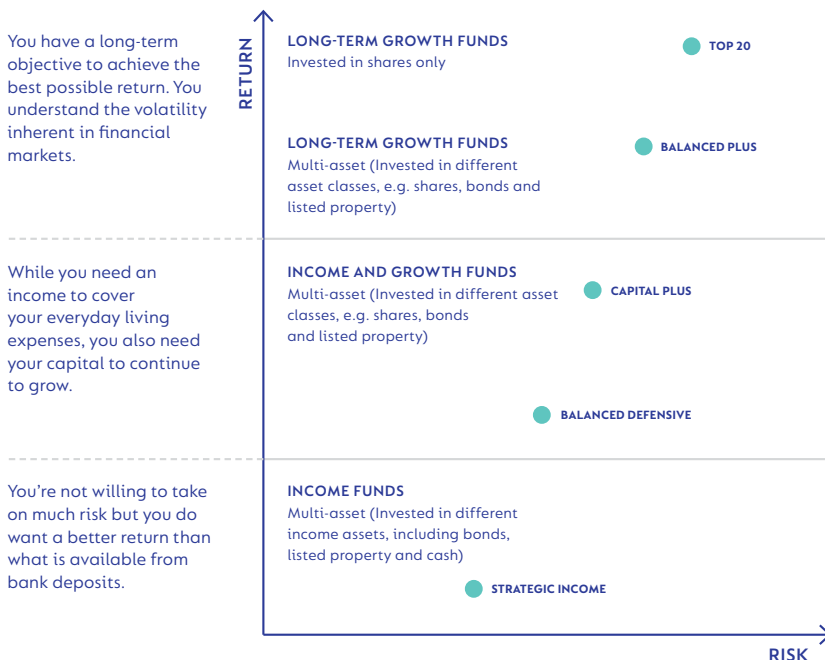 You have a long-term
objective to achieve the
best possible return. You
understand the volatility
inherent in financial
markets.
RETURN
LONG-TERM GROWTH FUNDS
Invested in shares only
TOP 20
LONG-TERM GROWTH FUNDS
Multi-asset (Invested in different
asset classes, e.g. shares, bonds and
listed property)
BALANCED PLUS
While you need an
income to cover
your everyday living
expenses, you also need
your capital to continue
to grow.
INCOME AND GROWTH FUNDS
Multi-asset (Invested in different asset
classes, e.g. shares, bonds
and listed property)
CAPITAL PLUS
BALANCED DEFENSIVE
You’re not willing to take
on much risk but you do
want a better return than
what is available from
bank deposits.
INCOME FUNDS
Multi-asset (Invested in different
income assets, including bonds,
listed property and cash)
STRATEGIC INCOME
RISK